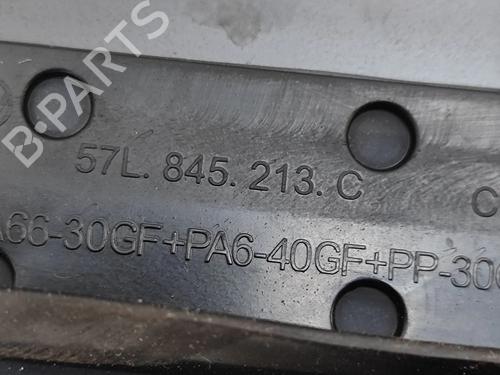 B-PARTS
57L. 845. 213. C
A66-30GF+PA6-40GF+PP-30